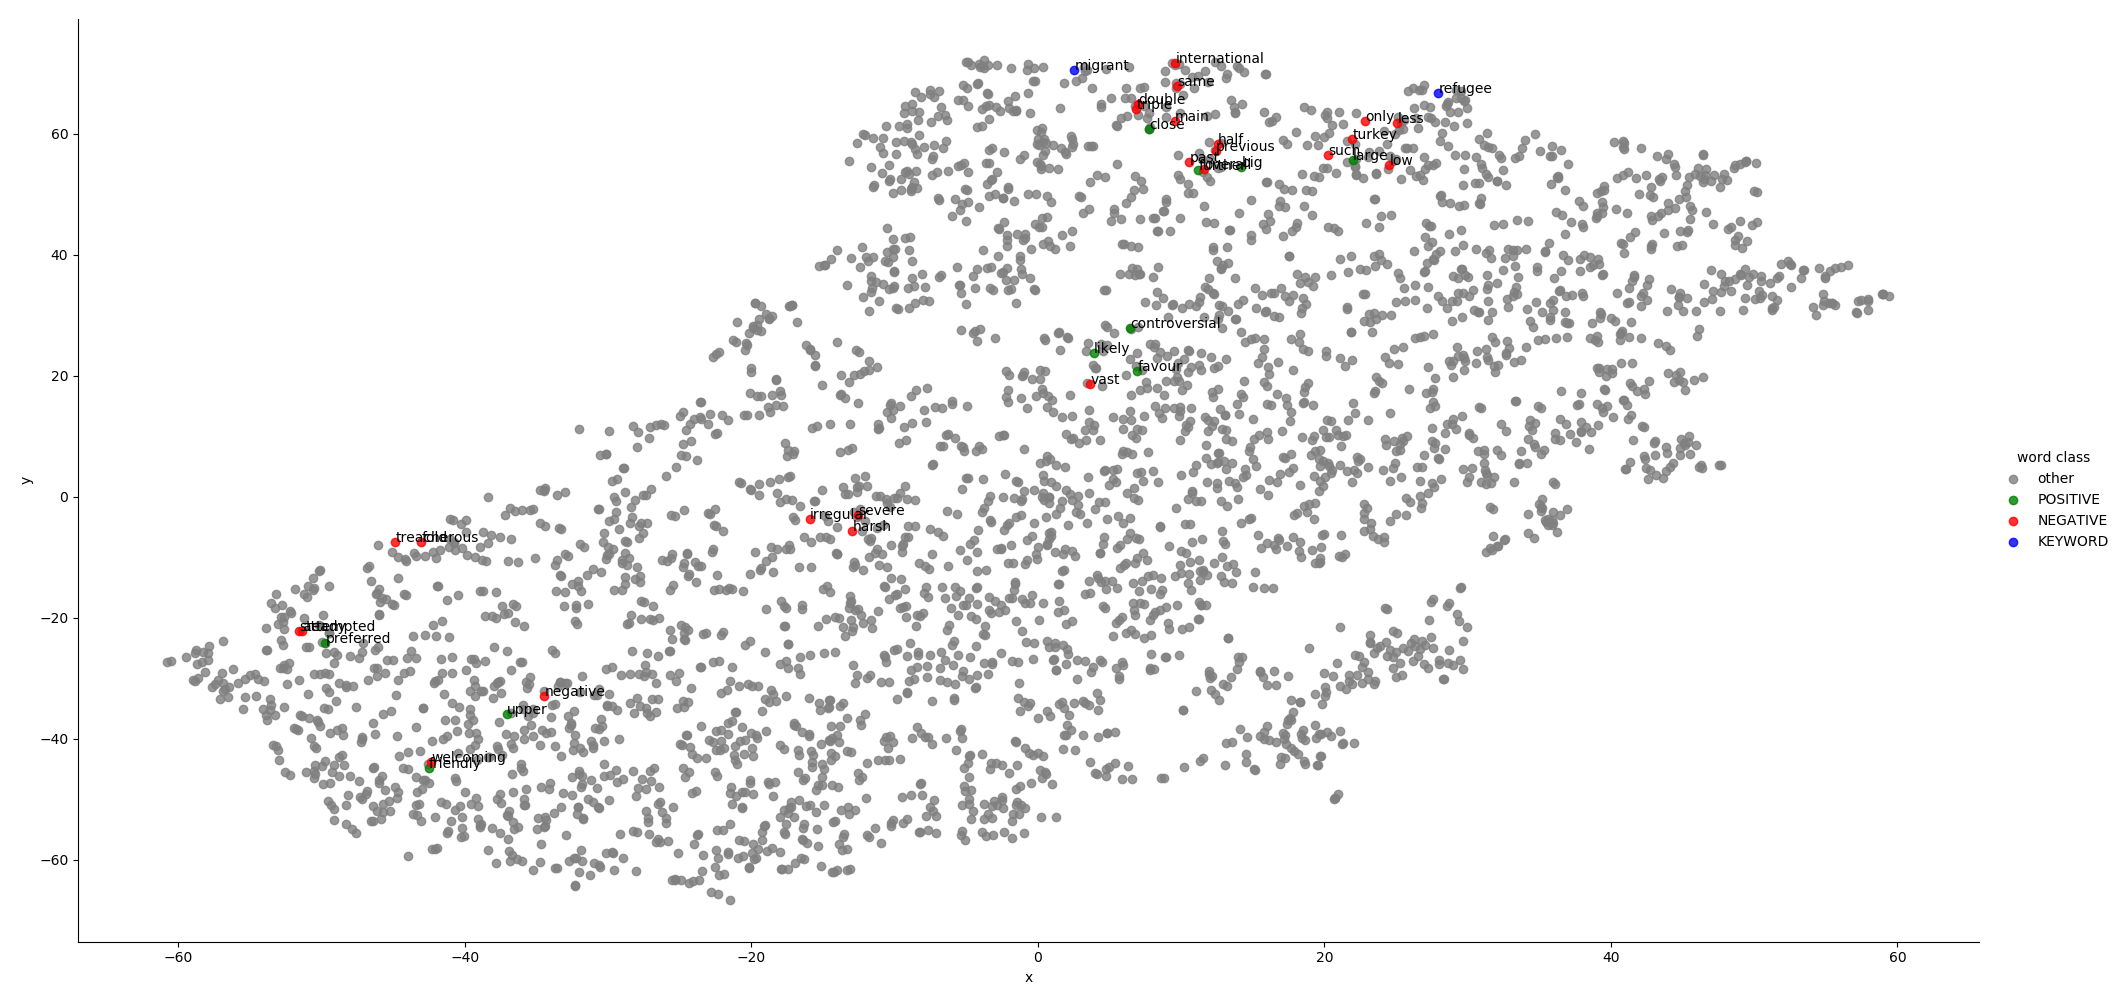 migrant
international
same
double
triple
main
close
half
previous
past
big
refugee
only
less
turkey
such
large
low
controversial
likely
favour
vast
irregular
severe
harsh
preferred
negative
upper
welcoming
friendly
60
40
20
0
−20
−40
−60
y
−60
−40
−20
0
20
40
60
x
word class
other
POSITIVE
NEGATIVE
KEYWORD